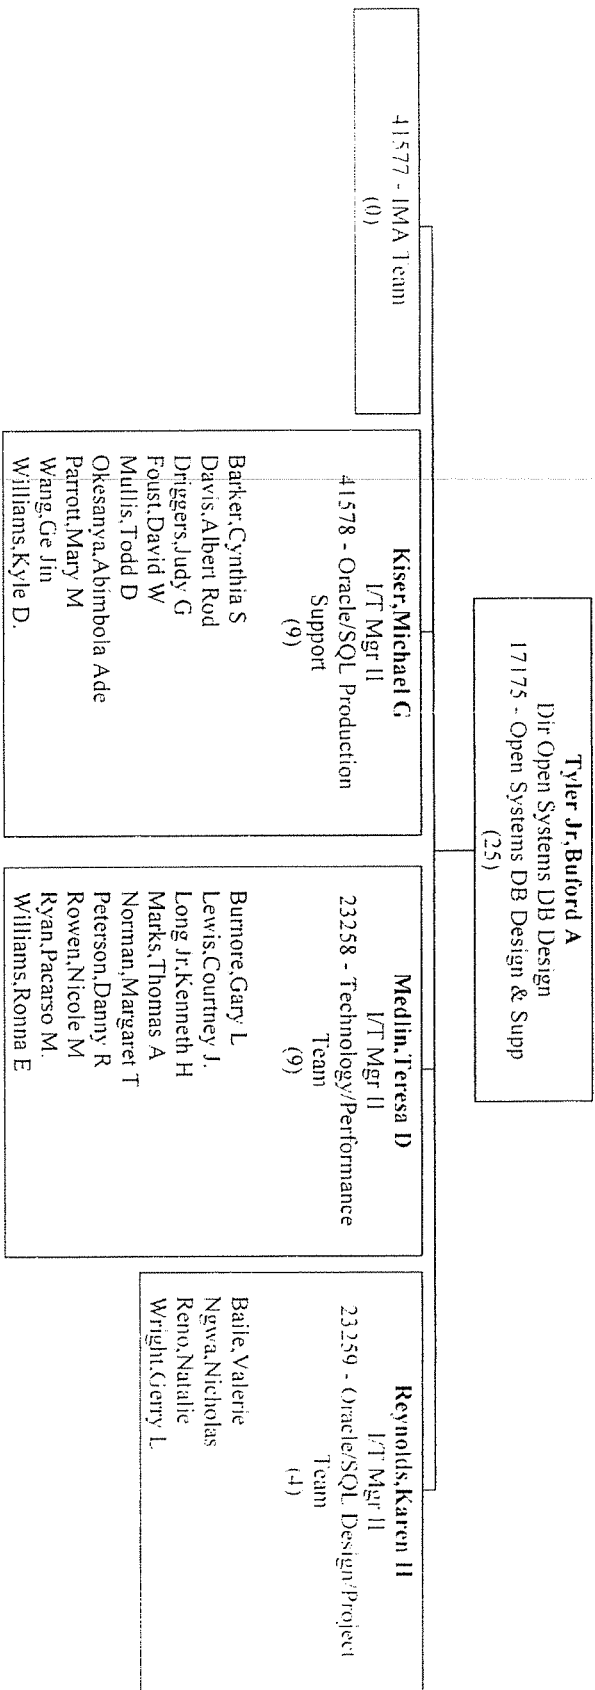 Tyler Jr,Buford A
Dir Open Systems DB Design
17175 - Open Systems DB Design & Supp
(25)
41577 - IMA Team
(0)
Kiser,Michael G
I/T Mgr II
41578 - Oracle/SQL Production
Support
(9)
Barker,Cynthia S
Davis,Albert Rod
Driggers,Judy G
Foust,David W
Mullis,Todd D
Okesanya,Abimbola Ade
Parrott,Mary M
Wang,Ge Jin
Williams,Kyle D.
Medlin,Teresa D
I/T Mgr II
23258 - Technology/Performance
Team
(9)
Burnore,Gary L
Lewis,Courtney J.
Long Jr,Kenneth H
Marks,Thomas A
Norman,Margaret T
Peterson,Danny R
Rowen,Nicole M
Ryan,Pacarso M.
Williams,Ronna E
Reynolds,Karen H
I/T Mgr II
23259 - Oracle/SQL Design/Project
Team
(4)
Baile,Valerie
Ngwa,Nicholas
Reno,Natalie
Wright,Gerry L